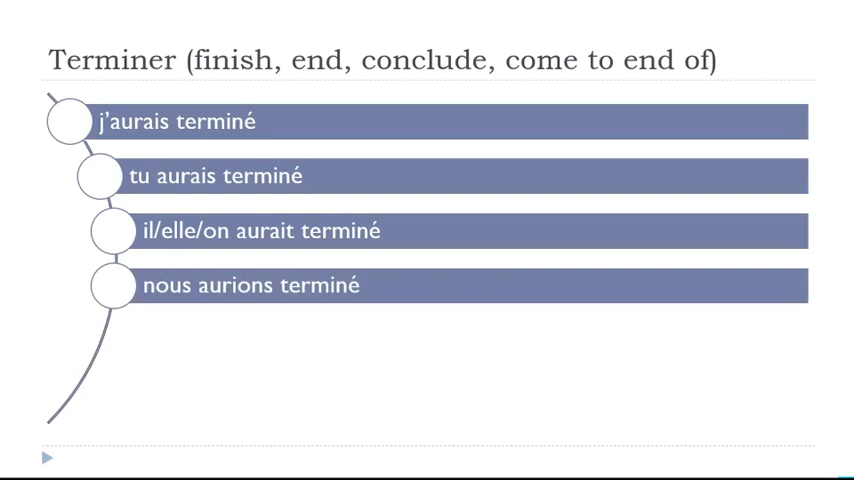 Terminer (finish, end, conclude, come to end of)
j’aurais terminé
tu aurais terminé
il/elle/on aurait terminé
nous aurions terminé